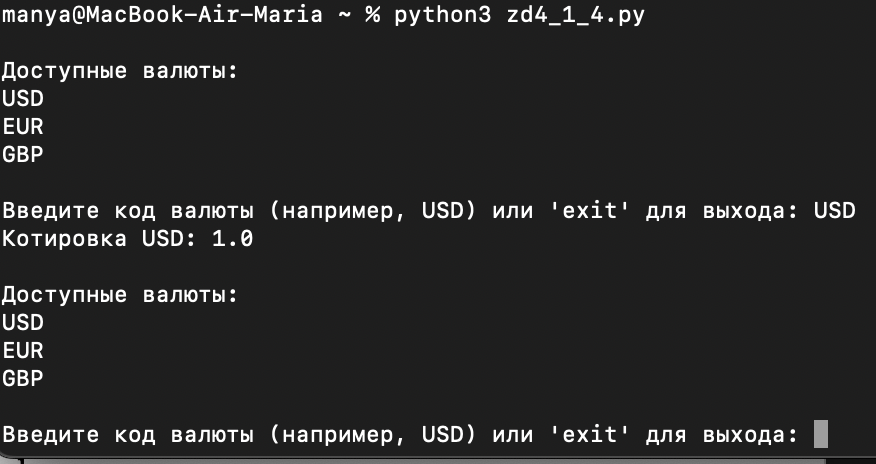 manya@MacBook-Air-Maria ~ % python3 zd4_1_4.py
Доступные валюты:
USD
EUR
GBP
Введите код валюты (например, USD) или 'exit' для выхода: USD
Котировка USD: 1.0
Доступные валюты:
USD
EUR
GBP
Введите код валюты (например, USD) или 'exit' для выхода: